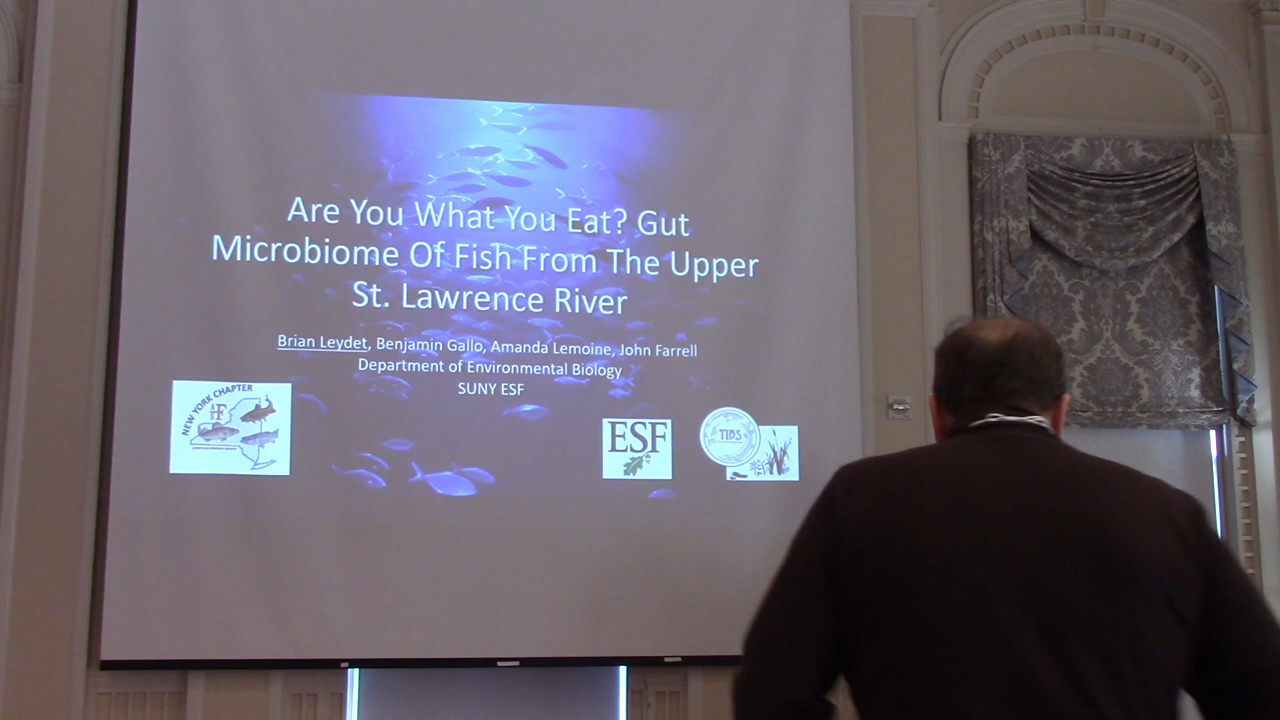 Are You What You Eat? Gut
Microbiome Of Fish From The Upper
St. Lawrence River
Brian Leydet, Benjamin Gallo, Amanda Lemoine, John Farrell
Department of Environmental Biology
SUNY ESF
NEW YORK CHAPTER
ESF
TIBS